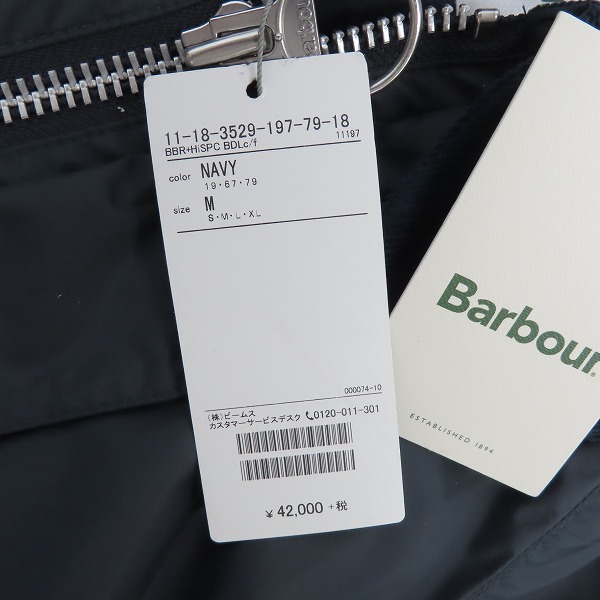 Barbour
11-18-3529-197-79-18
BBR+HiSPC BDLc/f 11197
color NAVY
19・67・79
size M
S・M・L・XL
000074-10
(株)ビームス
カスタマーサービスデスク 0120-011-301
¥ 42,000 +税
Barbour
ESTABLISHED 1894